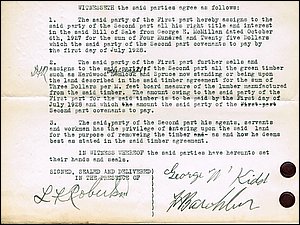 WITNESSETH the said parties agree as follows:
1. The said party of the First part hereby assigns to the
said party of the Second part all his right title and interest
in the said Bill of Sale from George H. McMillan dated October
4th, 1927 for the sum of Four Hundred and Twenty five Dollars
which the said party of the Second part covenants to pay by
the first day of July 1928.
2. The said party of the First part further sells and
assigns to the said party of the Second part all the green timber
such as Hardwood Hemlock and Spruce now standing or being upon
the land described in the said timber agreement for the sum of
Three Dollars per M. feet board measure of the lumber manufactured
from the said timber. The amount owing to the said party of the
First part for the said timber is to be paid by the First day of
July 1928 and which the amount the said party of the First part
Second part covenants to pay.
3. The said party of the Second part his agents, servants
and workmen has the privilege of intering upon the said land
for the purpose of removing the timber and so and how it comes
best as stated in the said timber agreement.
IN WITNESS WHEREOF the said parties have hereunto set
their hands and seals.
SIGNED, SEALED AND DELIVERED
IN THE PRESENCE OF
George N Kidd